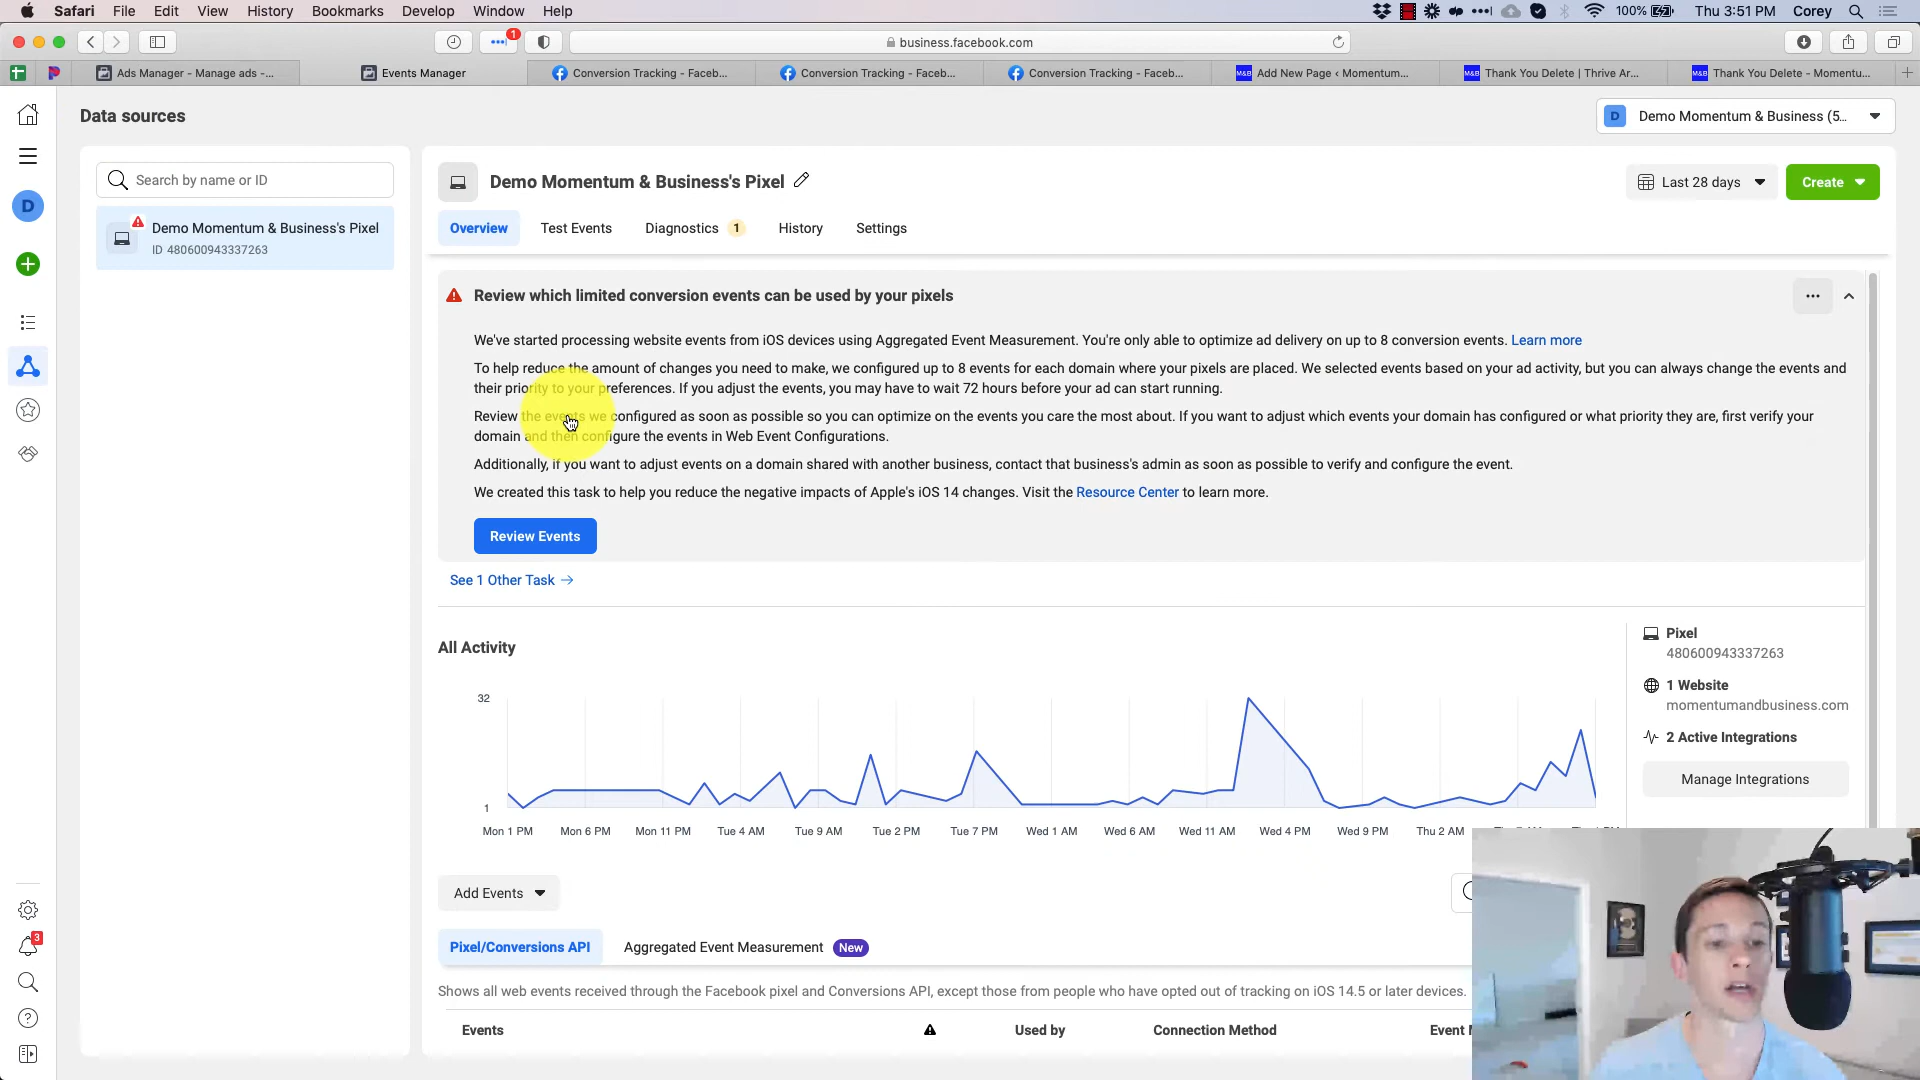 Safari File Edit View History Bookmarks Develop Window Help 100% Thu 3:51 PM Corey
1 business.facebook.com
Ads Manager - Manage ads -... Events Manager Conversion Tracking - Faceb... Conversion Tracking - Faceb... Conversion Tracking - Faceb... M&B Add New Page ‹ Momentum... M&B Thank You Delete | Thrive Ar... M&B Thank You Delete - Momentu...
Data sources
D Demo Momentum & Business (5...
Search by name or ID
Demo Momentum & Business's Pixel
Last 28 days
Create
D
Demo Momentum & Business's Pixel
ID 480600943337263
Overview Test Events Diagnostics 1 History Settings
Review which limited conversion events can be used by your pixels
We've started processing website events from iOS devices using Aggregated Event Measurement. You're only able to optimize ad delivery on up to 8 conversion events. Learn more
To help reduce the amount of changes you need to make, we configured up to 8 events for each domain where your pixels are placed. We selected events based on your ad activity, but you can always change the events and
their priority to your preferences. If you adjust the events, you may have to wait 72 hours before your ad can start running.
Review the events we configured as soon as possible so you can optimize on the events you care the most about. If you want to adjust which events your domain has configured or what priority they are, first verify your
domain and then configure the events in Web Event Configurations.
Additionally, if you want to adjust events on a domain shared with another business, contact that business's admin as soon as possible to verify and configure the event.
We created this task to help you reduce the negative impacts of Apple's iOS 14 changes. Visit the Resource Center to learn more.
Review Events
See 1 Other Task
All Activity
Pixel
480600943337263
1 Website
momentumandbusiness.com
2 Active Integrations
Manage Integrations
32
1
Mon 1 PM Mon 6 PM Mon 11 PM Tue 4 AM Tue 9 AM Tue 2 PM Tue 7 PM Wed 1 AM Wed 6 AM Wed 11 AM Wed 4 PM Wed 9 PM Thu 2 AM
Add Events
Pixel/Conversions API Aggregated Event Measurement New
3
Shows all web events received through the Facebook pixel and Conversions API, except those from people who have opted out of tracking on iOS 14.5 or later devices.
Events Used by Connection Method Event